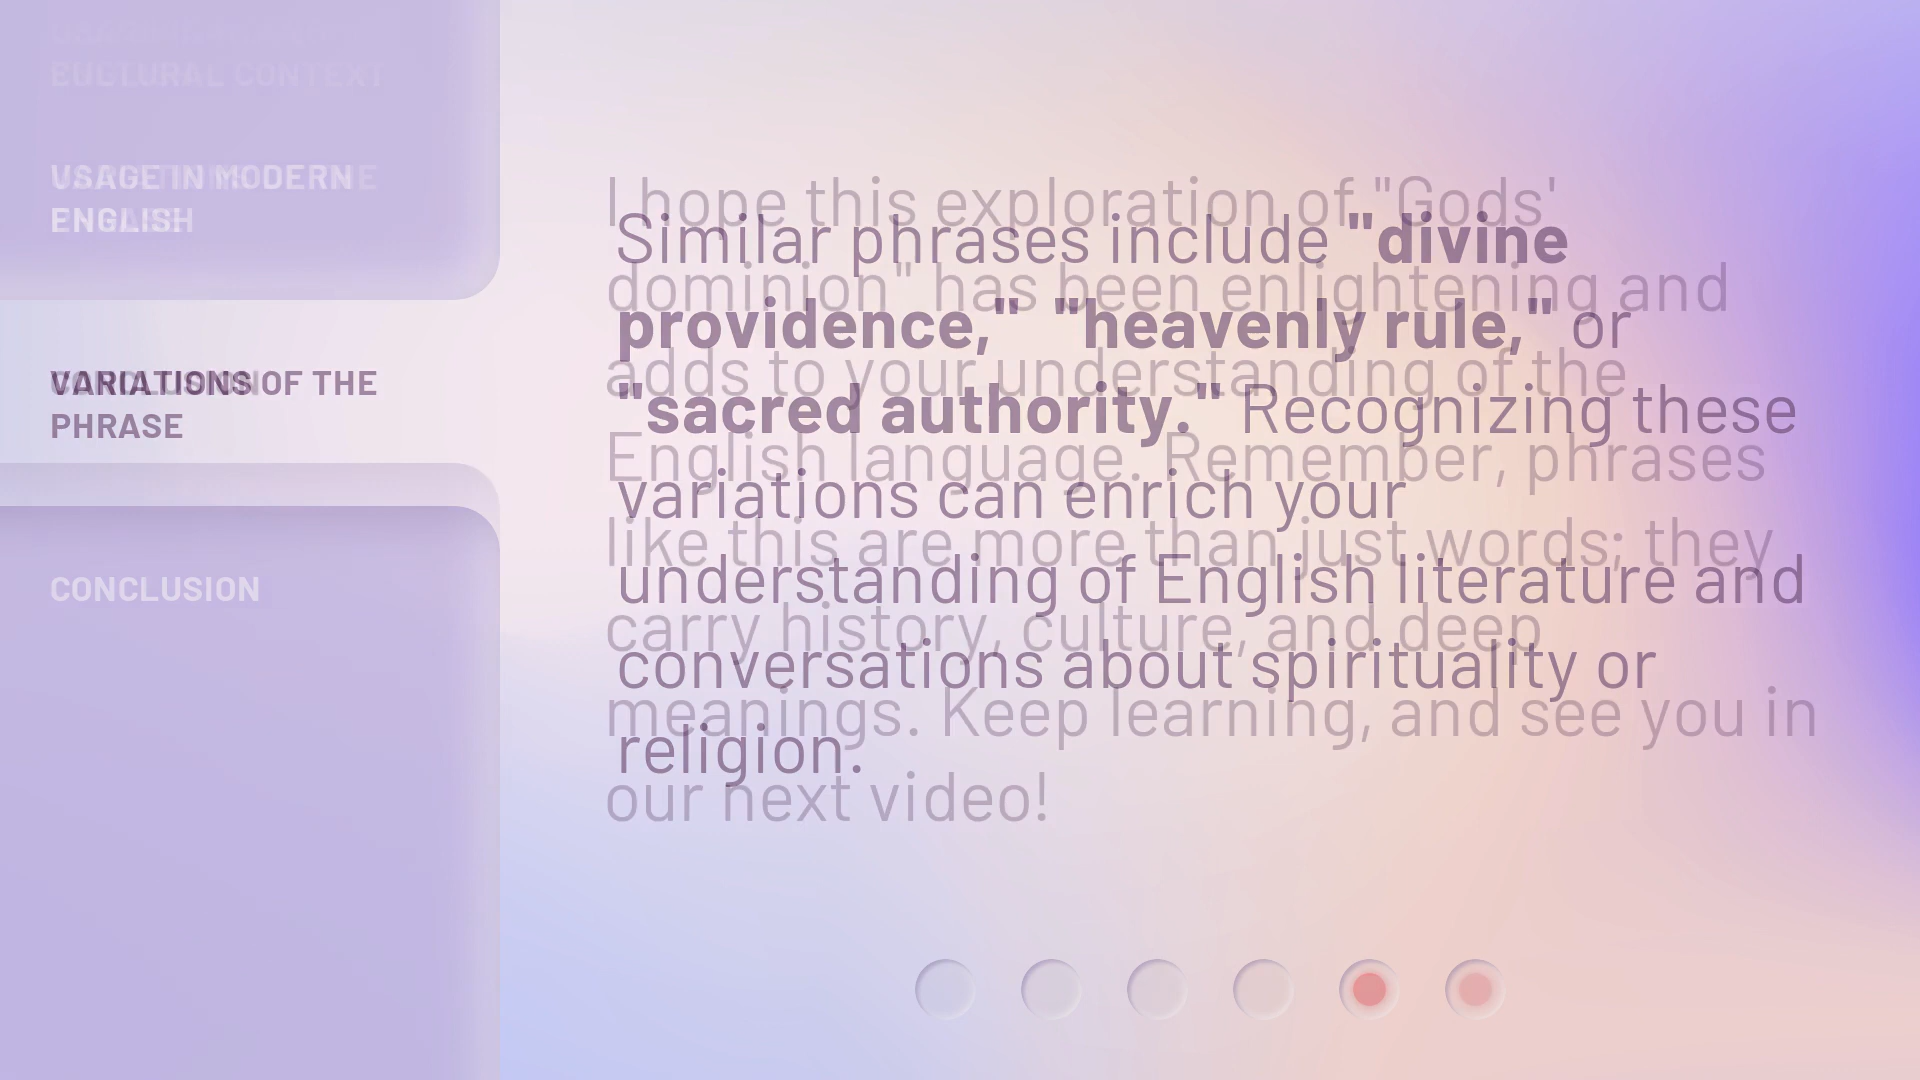 CULTURAL CONTEXT
USAGE IN MODERN
ENGLISH
VARIATIONS OF THE
PHRASE
CONCLUSION
Similar phrases include "divine
providence," "heavenly rule," or
"sacred authority." Recognizing these
variations can enrich your
understanding of English literature and
conversations about spirituality or
religion.
I hope this exploration of "Gods'
dominion" has been enlightening and
adds to your understanding of the
English language. Remember, phrases
like this are more than just words; they
carry history, culture, and deep
meanings. Keep learning, and see you in
our next video!